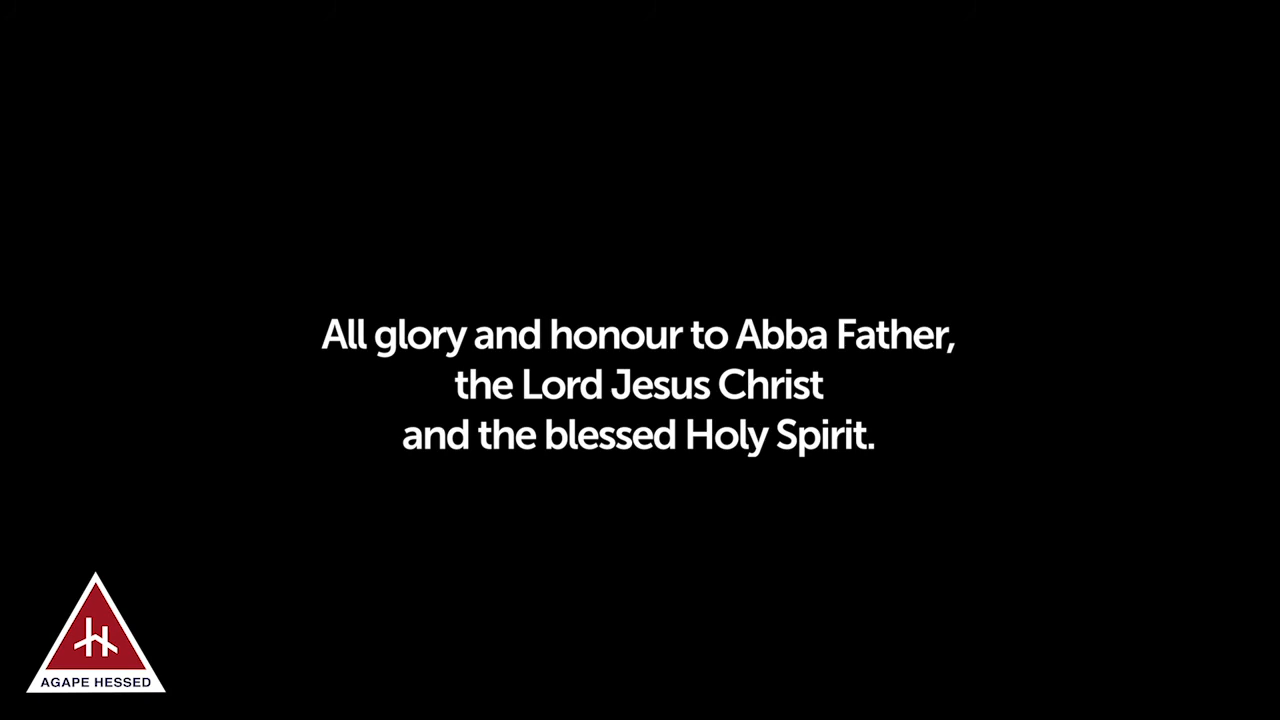 All glory and honour to Abba Father,
the Lord Jesus Christ
and the blessed Holy Spirit.
AGAPE HESSED